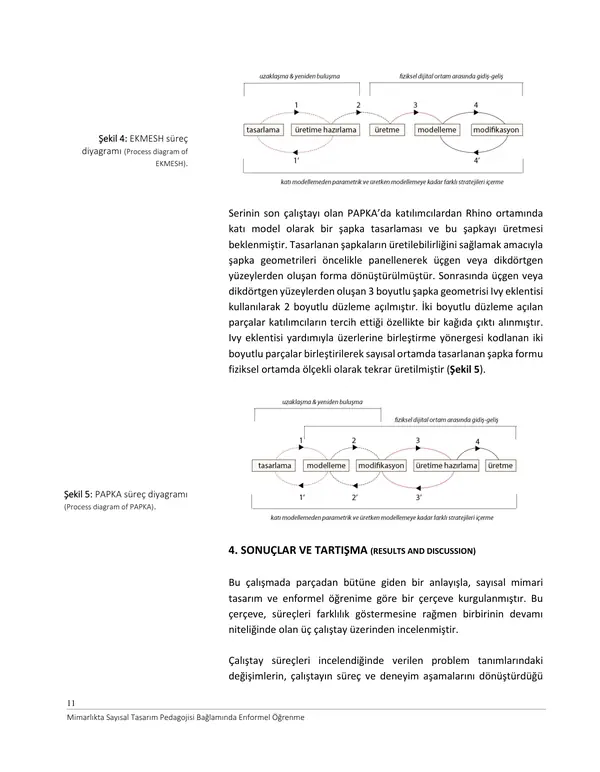 uzaklaşma & yeniden buluşma
fiziksel dijital ortam arasında gidiş-geliş
1 2 3 4
tasarlama üretime hazırlama üretme modelleme modifikasyon
1’ 4’
katı modellemeden parametrik ve üretken modellemeye kadar farklı stratejileri içerme
Şekil 4: EKMESH süreç
diyagramı (Process diagram of
EKMESH).
Serinin son çalıştayı olan PAPKA’da katılımcılardan Rhino ortamında
katı model olarak bir şapka tasarlaması ve bu şapkayı üretmesi
beklenmiştir. Tasarlanan şapkaların üretilebilirliğini sağlamak amacıyla
şapka geometrileri öncelikle panellenerek üçgen veya dikdörtgen
yüzeylerden oluşan forma dönüştürülmüştür. Sonrasında üçgen veya
dikdörtgen yüzeylerden oluşan 3 boyutlu şapka geometrisi Ivy eklentisi
kullanılarak 2 boyutlu düzleme açılmıştır. İki boyutlu düzleme açılan
parçalar katılımcıların tercih ettiği özellikte bir kağıda çıktı alınmıştır.
Ivy eklentisi yardımıyla üzerlerine birleştirme yönergesi kodlanan iki
boyutlu parçalar birleştirilerek sayısal ortamda tasarlanan şapka formu
fiziksel ortamda ölçekli olarak tekrar üretilmiştir (Şekil 5).
uzaklaşma & yeniden buluşma
fiziksel dijital ortam arasında gidiş-geliş
1 2 3 4
tasarlama modelleme modifikasyon üretime hazırlama üretme
1’ 2’ 3’
katı modellemeden parametrik ve üretken modellemeye kadar farklı stratejileri içerme
Şekil 5: PAPKA süreç diyagramı
(Process diagram of PAPKA).
4. SONUÇLAR VE TARTIŞMA (RESULTS AND DISCUSSION)
Bu çalışmada parçadan bütüne giden bir anlayışla, sayısal mimari
tasarım ve enformel öğrenime göre bir çerçeve kurgulanmıştır. Bu
çerçeve, süreçleri farklılık göstermesine rağmen birbirinin devamı
niteliğinde olan üç çalıştay üzerinden incelenmiştir.
Çalıştay süreçleri incelendiğinde verilen problem tanımlarındaki
değişimlerin, çalıştayın süreç ve deneyim aşamalarını dönüştürdüğü
11
Mimarlıkta Sayısal Tasarım Pedagojisi Bağlamında Enformel Öğrenme